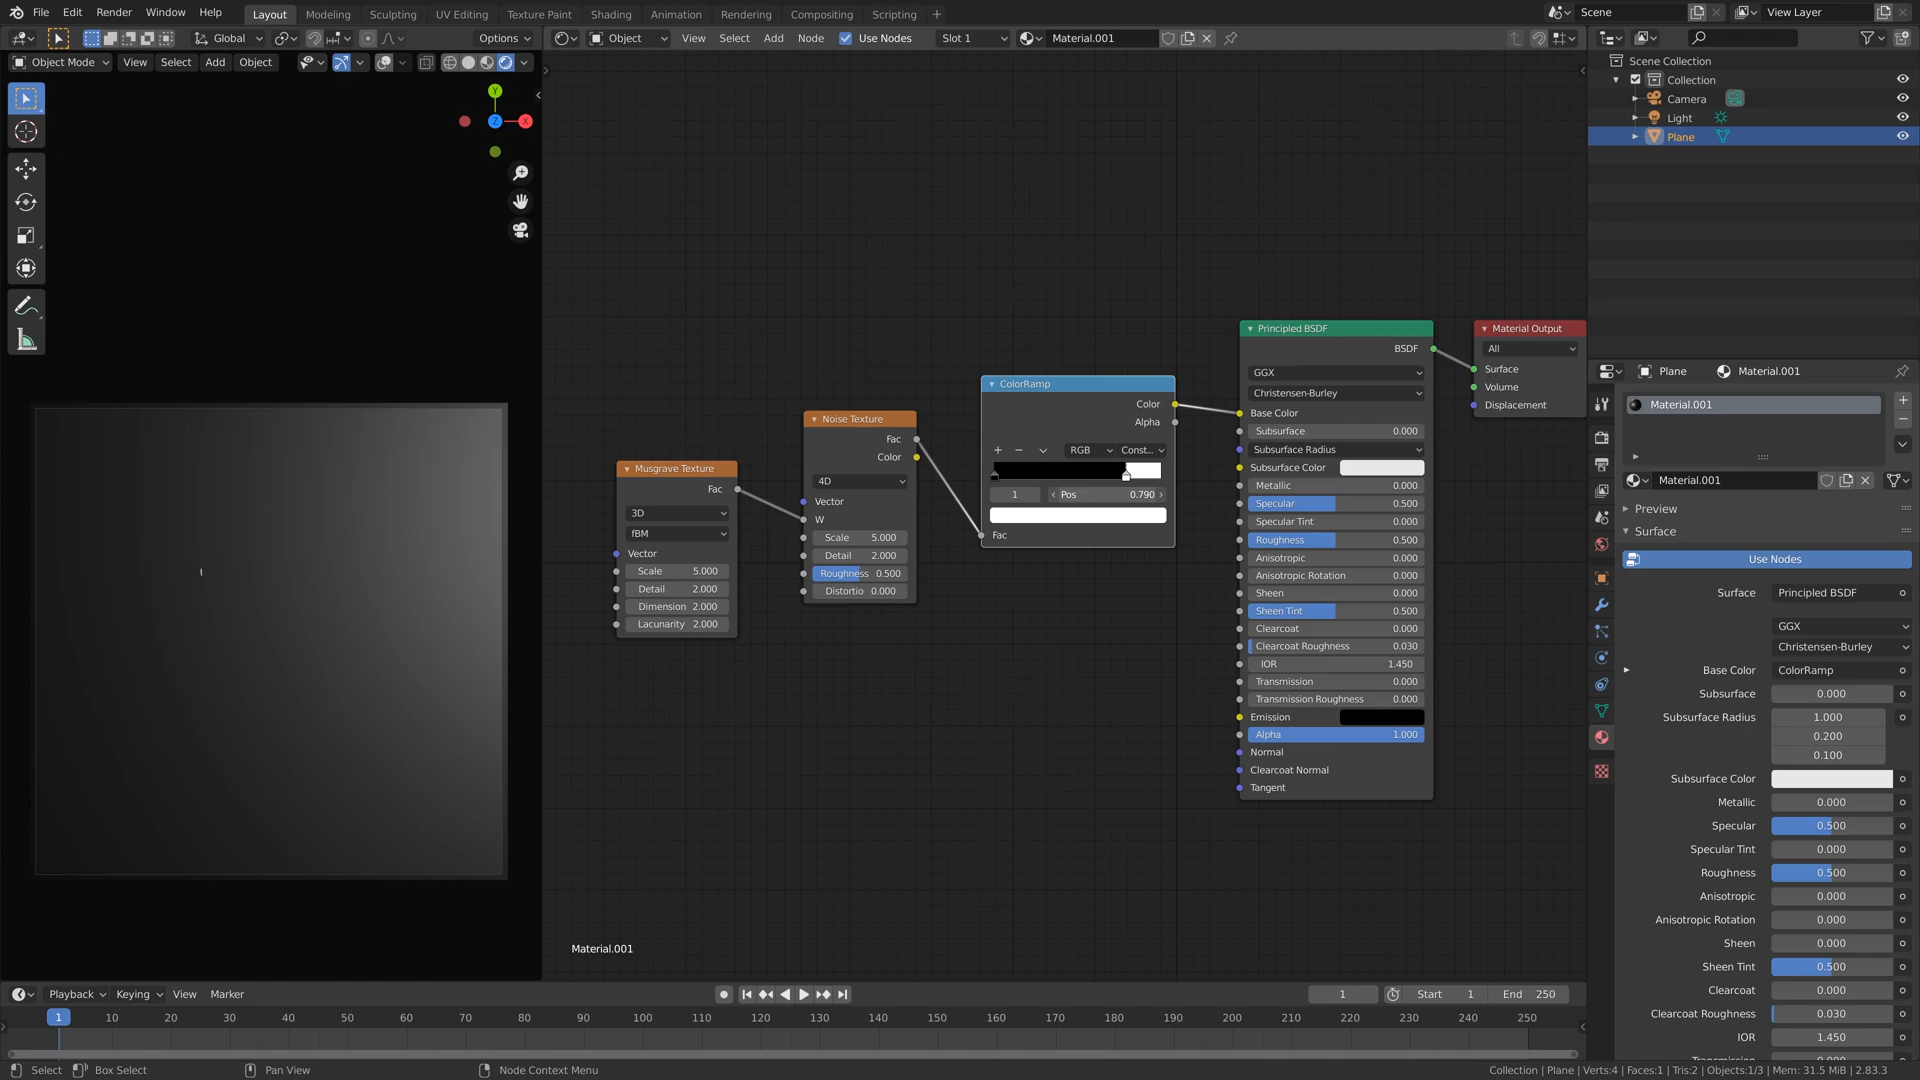 File Edit Render Window Help Layout Modeling Sculpting UV Editing Texture Paint Shading Animation Rendering Compositing Scripting + Scene View Layer
Global Options Object View Select Add Node Use Nodes Slot 1 Material.001
Object Mode View Select Add Object
Y
Z
X
Scene Collection
Collection
Camera
Light
Plane
Musgrave Texture
Fac
3D
fBM
Vector
Scale 5.000
Detail 2.000
Dimension 2.000
Lacunarity 2.000
Noise Texture
Fac
Color
4D
Vector
W
Scale 5.000
Detail 2.000
Roughness 0.500
Distortio 0.000
ColorRamp
Color
Alpha
+ − RGB Const...
1 Pos 0.790
Fac
Principled BSDF
BSDF
GGX
Christensen-Burley
Base Color
Subsurface 0.000
Subsurface Radius
Subsurface Color
Metallic 0.000
Specular 0.500
Specular Tint 0.000
Roughness 0.500
Anisotropic 0.000
Anisotropic Rotation 0.000
Sheen 0.000
Sheen Tint 0.500
Clearcoat 0.000
Clearcoat Roughness 0.030
IOR 1.450
Transmission 0.000
Transmission Roughness 0.000
Emission
Alpha 1.000
Normal
Clearcoat Normal
Tangent
Material Output
All
Surface
Volume
Displacement
Material.001
Plane Material.001
Material.001
Material.001
Preview
Surface
Use Nodes
Surface Principled BSDF
GGX
Christensen-Burley
Base Color ColorRamp
Subsurface 0.000
Subsurface Radius 1.000
0.200
0.100
Subsurface Color
Metallic 0.000
Specular 0.500
Specular Tint 0.000
Roughness 0.500
Anisotropic 0.000
Anisotropic Rotation 0.000
Sheen 0.000
Sheen Tint 0.500
Clearcoat 0.000
Clearcoat Roughness 0.030
IOR 1.450
Playback Keying View Marker 1 Start 1 End 250
1 10 20 30 40 50 60 70 80 90 100 110 120 130 140 150 160 170 180 190 200 210 220 230 240 250
Select Box Select Pan View Node Context Menu Collection | Plane | Verts:4 | Faces:1 | Tris:2 | Objects:1/3 | Mem: 31.5 MiB | 2.83.3